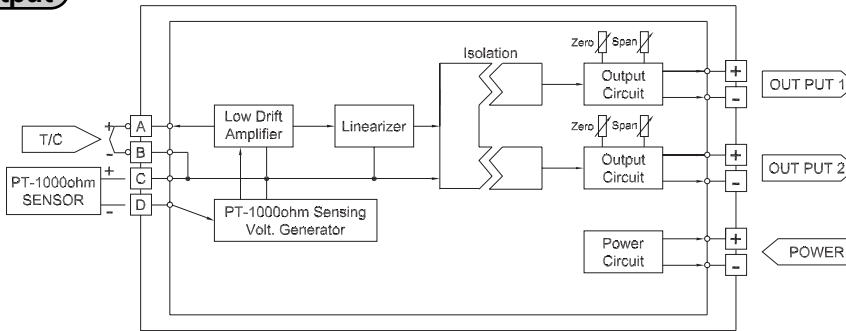 T/C
+
-
PT-1000ohm
SENSOR
+
-
A
B
C
D
Low Drift
Amplifier
Linearizer
PT-1000ohm Sensing
Volt. Generator
Isolation
Zero
Span
Output
Circuit
+
-
OUT PUT 1
Zero
Span
Output
Circuit
+
-
OUT PUT 2
Power
Circuit
+
-
POWER